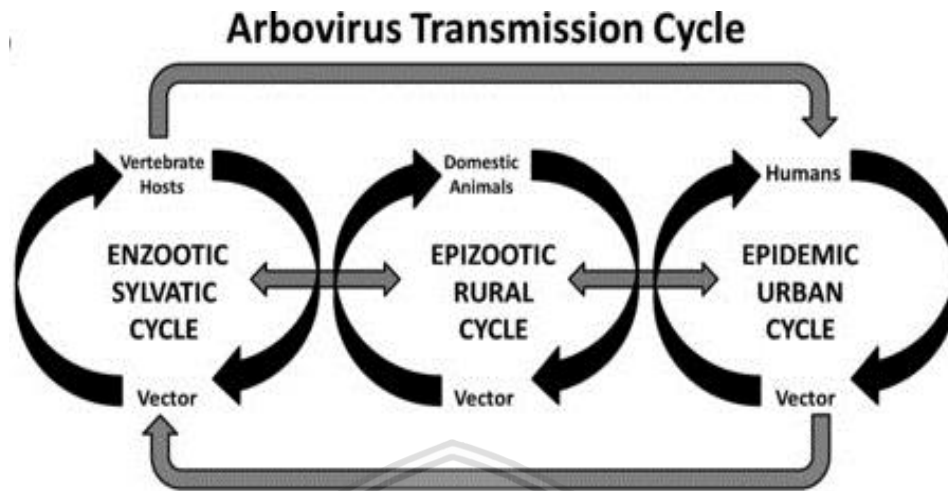 Arbovirus Transmission Cycle
Vertebrate
Hosts
ENZOOTIC
SYLVATIC
CYCLE
Vector
Domestic
Animals
EPIZOOTIC
RURAL
CYCLE
Vector
Humans
EPIDEMIC
URBAN
CYCLE
Vector